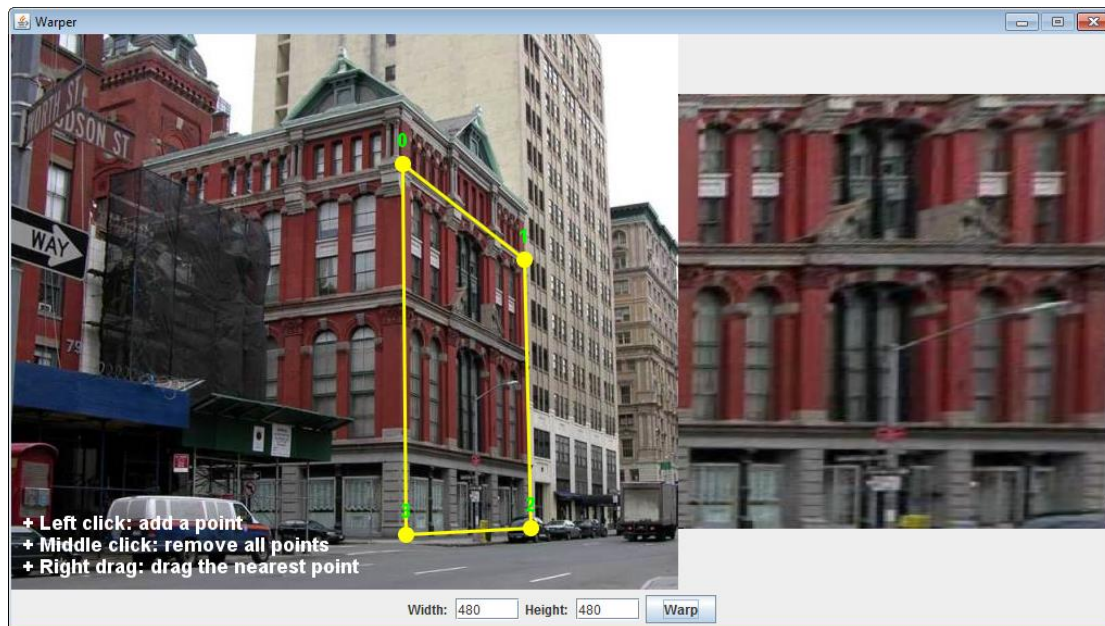 Warper
NORTH ST
HUDSON ST
WAY
79
0
1
2
3
+ Left click: add a point
+ Middle click: remove all points
+ Right drag: drag the nearest point
Width: 480 Height: 480 Warp